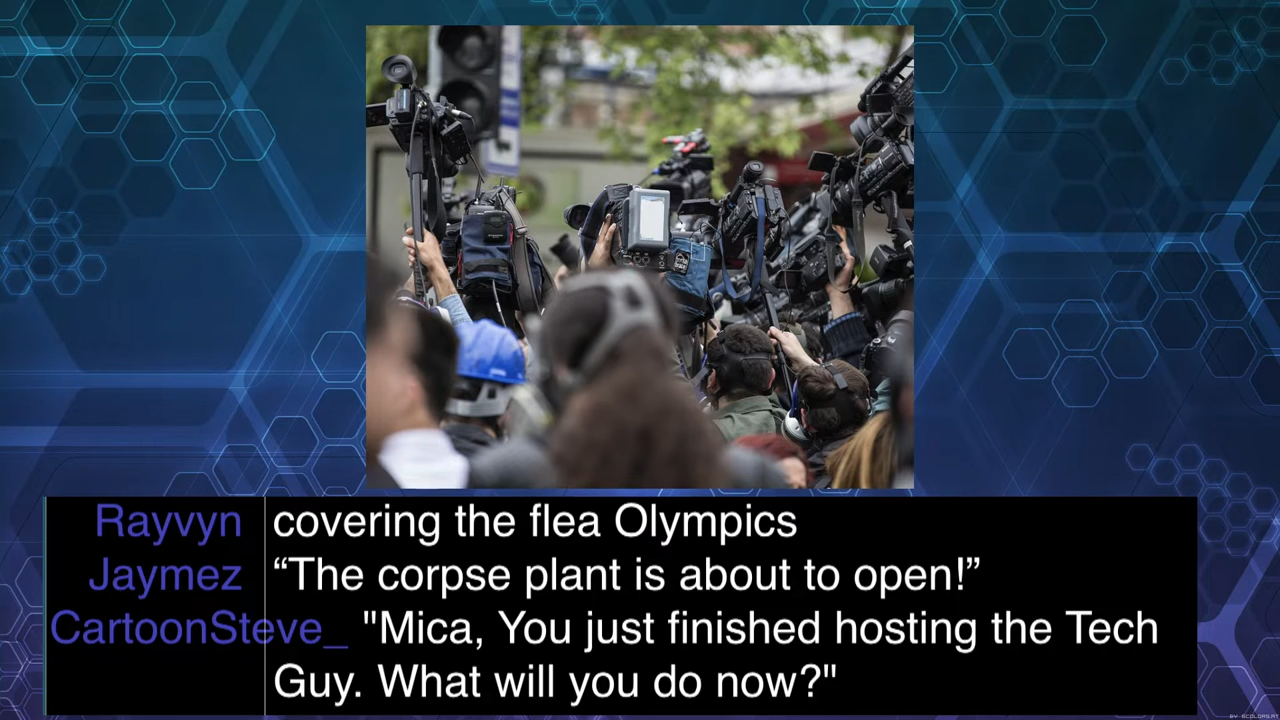 Rayvyn covering the flea Olympics
Jaymez “The corpse plant is about to open!”
CartoonSteve_ "Mica, You just finished hosting the Tech
Guy. What will you do now?"